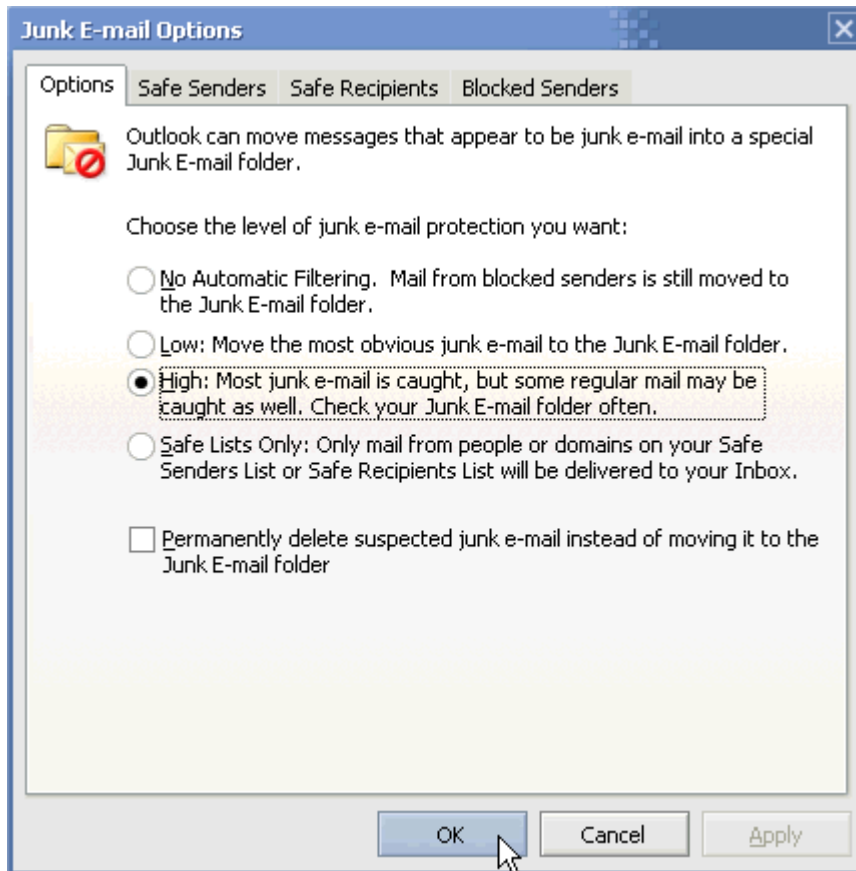 Junk E-mail Options
Options Safe Senders Safe Recipients Blocked Senders
Outlook can move messages that appear to be junk e-mail into a special
Junk E-mail folder.
Choose the level of junk e-mail protection you want:
No Automatic Filtering.  Mail from blocked senders is still moved to
the Junk E-mail folder.
Low: Move the most obvious junk e-mail to the Junk E-mail folder.
High: Most junk e-mail is caught, but some regular mail may be
caught as well. Check your Junk E-mail folder often.
Safe Lists Only: Only mail from people or domains on your Safe
Senders List or Safe Recipients List will be delivered to your Inbox.
Permanently delete suspected junk e-mail instead of moving it to the
Junk E-mail folder
OK Cancel Apply